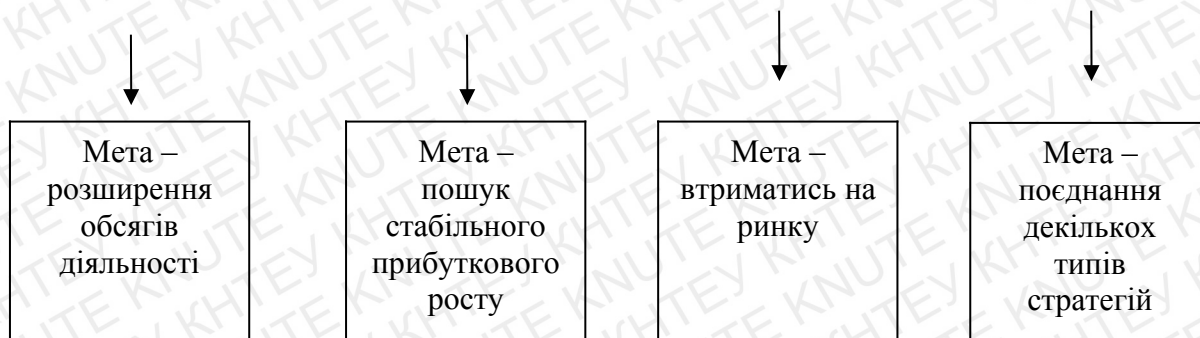 Мета –
розширення
обсягів
діяльності
Мета –
пошук
стабільного
прибуткового
росту
Мета –
втриматись на
ринку
Мета –
поєднання
декількох
типів
стратегій